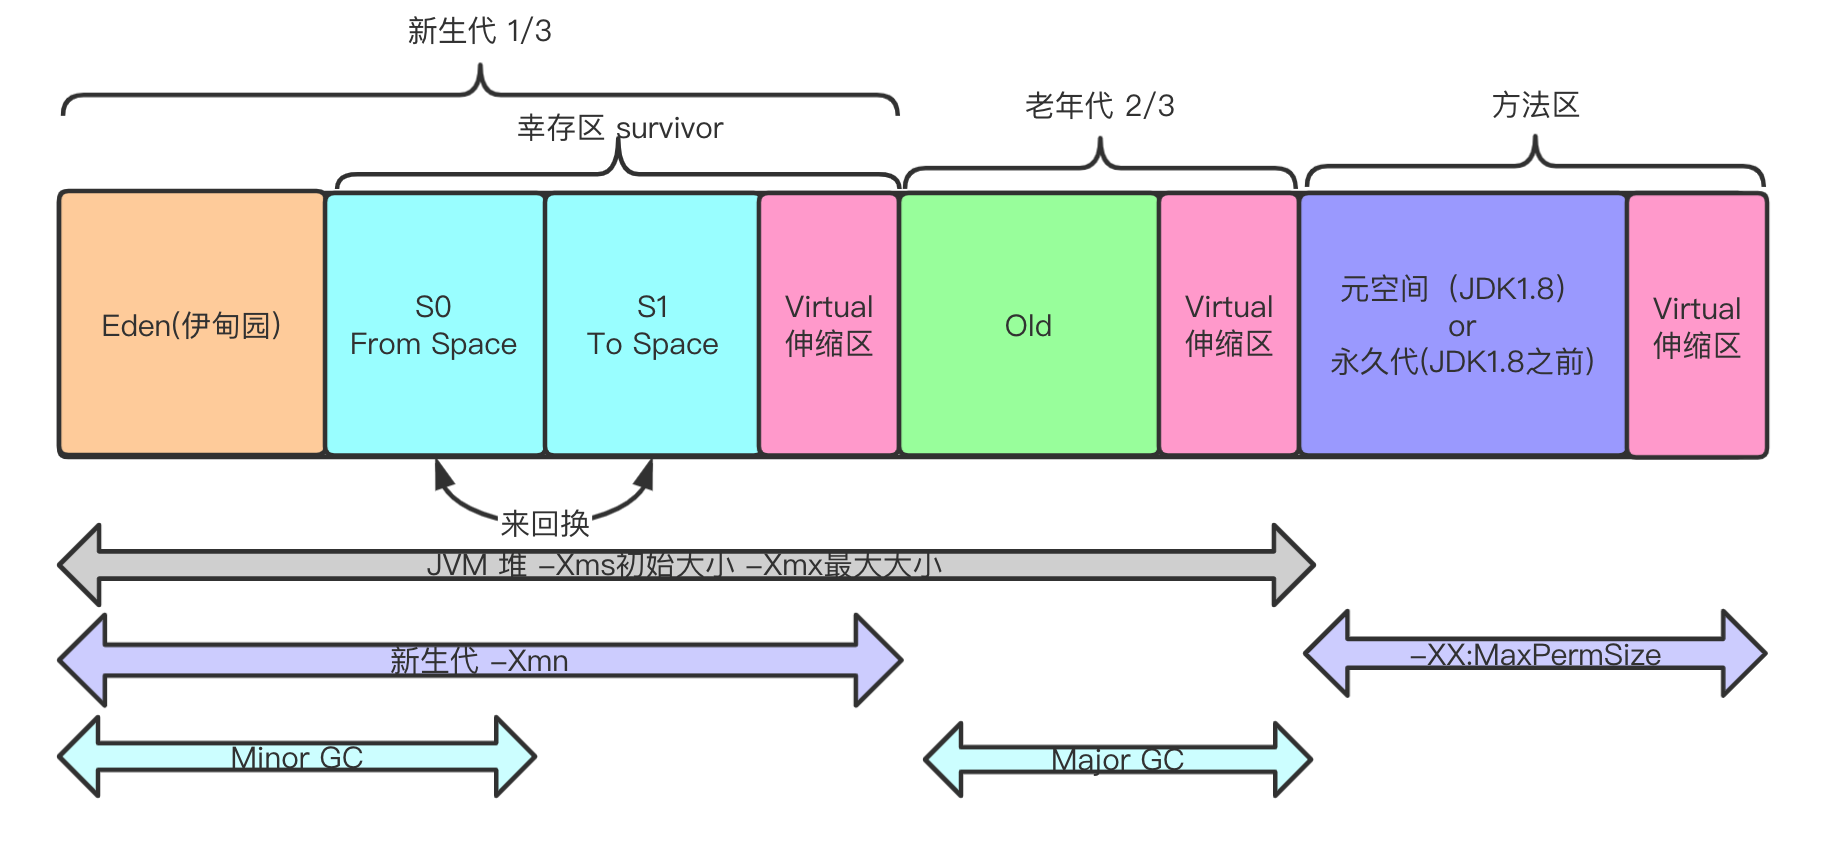 新生代 1/3
老年代 2/3
方法区
幸存区 survivor
Eden(伊甸园)
S0
From Space
S1
To Space
Virtual
伸缩区
Old
Virtual
伸缩区
元空间（JDK1.8）
or
永久代(JDK1.8之前)
Virtual
伸缩区
来回换
JVM 堆 -Xms初始大小 -Xmx最大大小
新生代 -Xmn
-XX:MaxPermSize
Minor GC
Major GC